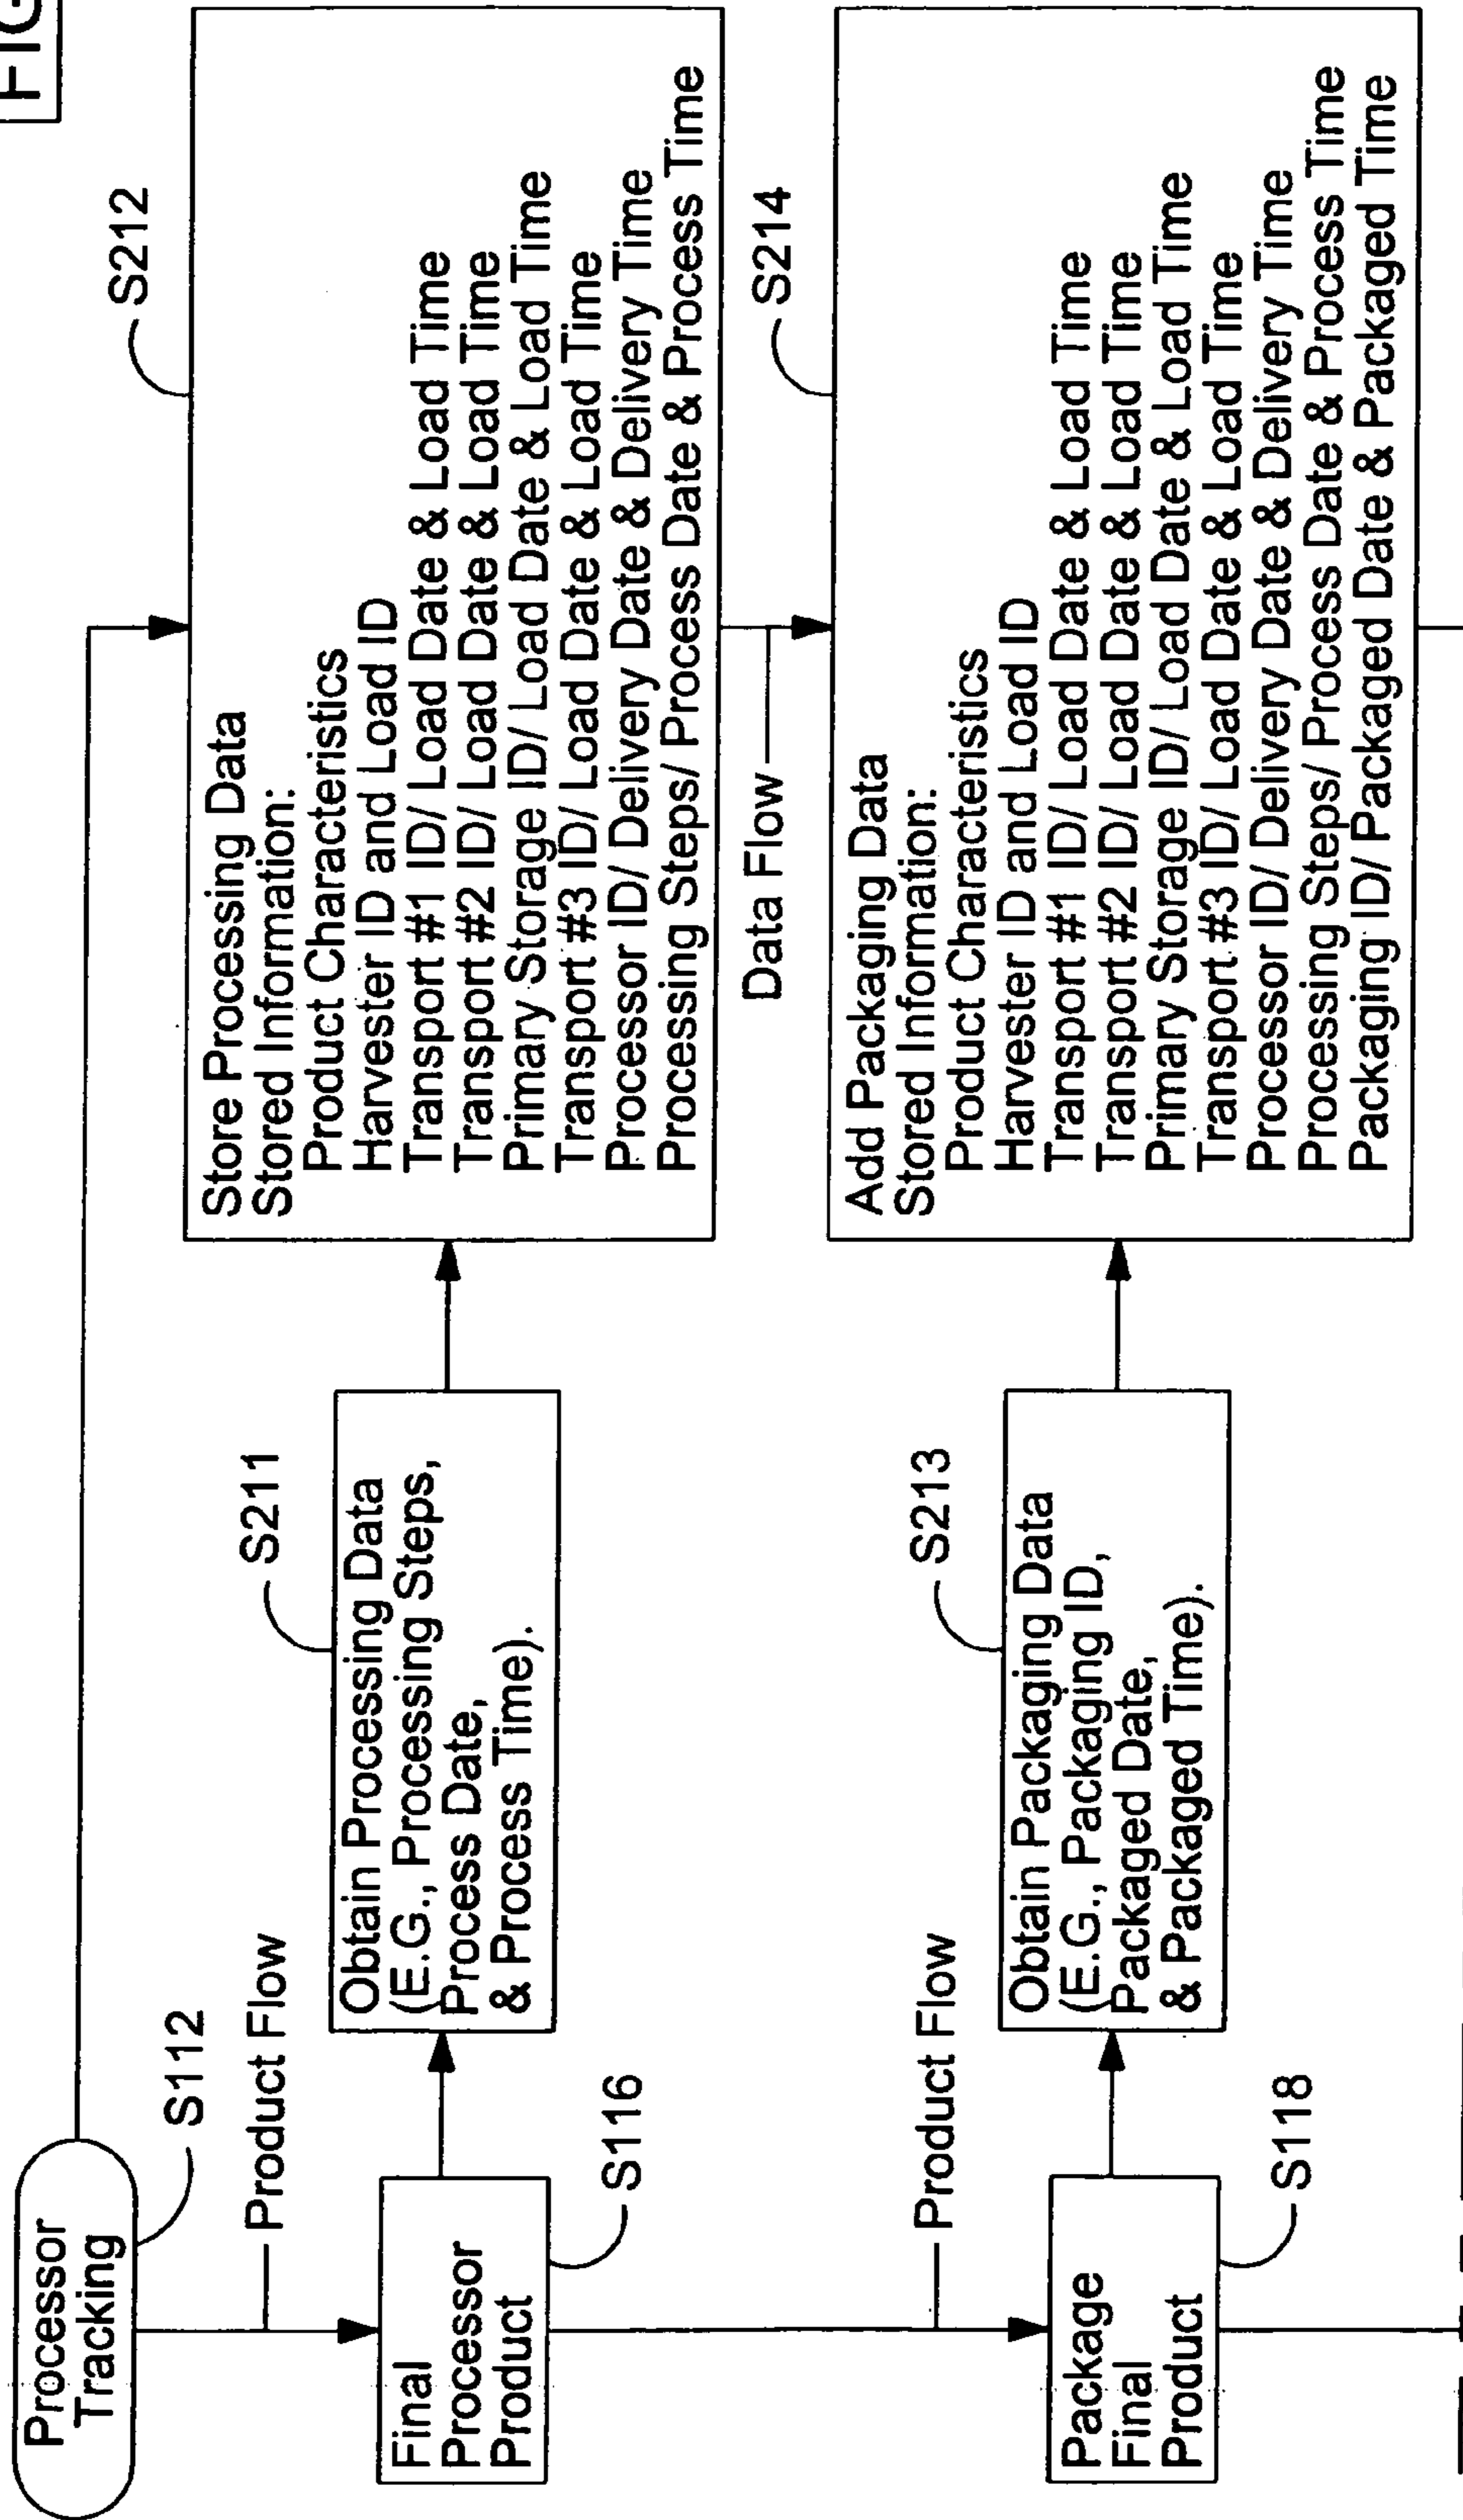 FIG
Processor
Tracking
S112
Product Flow
Final
Processor
Product
S116
Obtain Processing Data
(E.G., Processing Steps,
Process Date,
& Process Time).
S211
Store Processing Data
Stored Information:
Product Characteristics
Harvester ID and Load ID
Transport #1 ID/ Load Date & Load Time
Transport #2 ID/ Load Date & Load Time
Primary Storage ID/ Load Date & Load Time
Transport #3 ID/ Load Date & Load Time
Processor ID/ Delivery Date & Delivery Time
Processing Steps/ Process Date & Process Time
S212
Data Flow
Product Flow
Package
Final
Product
S118
Obtain Packaging Data
(E.G., Packaging ID,
Packaged Date,
& Packaged Time).
S213
Add Packaging Data
Stored Information:
Product Characteristics
Harvester ID and Load ID
Transport #1 ID/ Load Date & Load Time
Transport #2 ID/ Load Date & Load Time
Primary Storage ID/ Load Date & Load Time
Transport #3 ID/ Load Date & Load Time
Processor ID/ Delivery Date & Delivery Time
Processing Steps/ Process Date & Process Time
Packaging ID/ Packaged Date & Packaged Time
S214